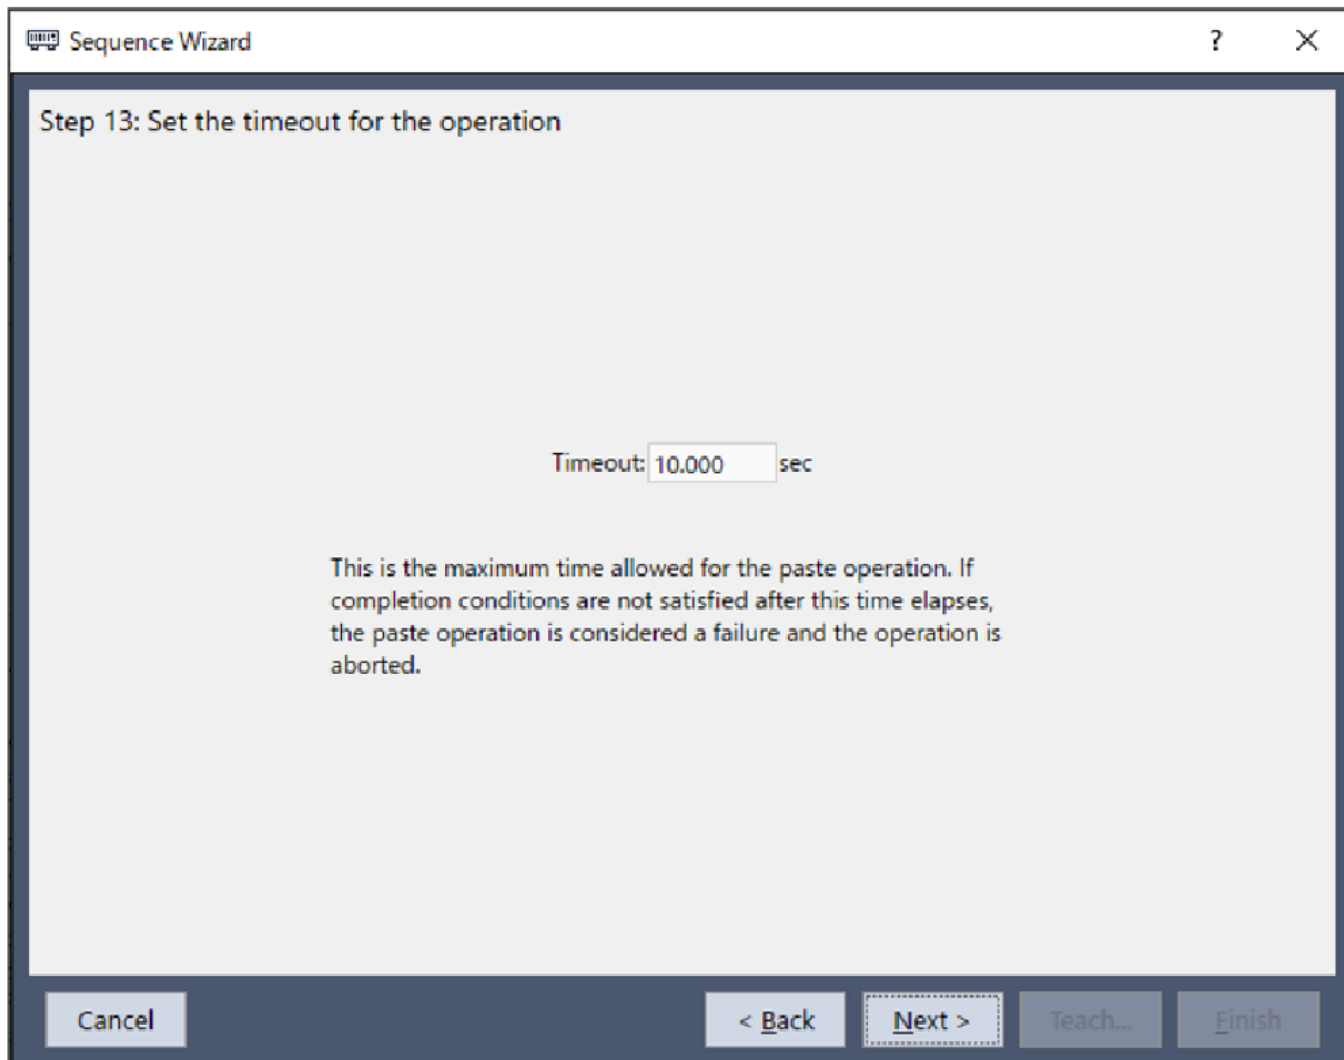 Sequence Wizard
?
Step 13: Set the timeout for the operation
Timeout: 10.000 sec
This is the maximum time allowed for the paste operation. If
completion conditions are not satisfied after this time elapses,
the paste operation is considered a failure and the operation is
aborted.
Cancel < Back Next > Teach... Finish